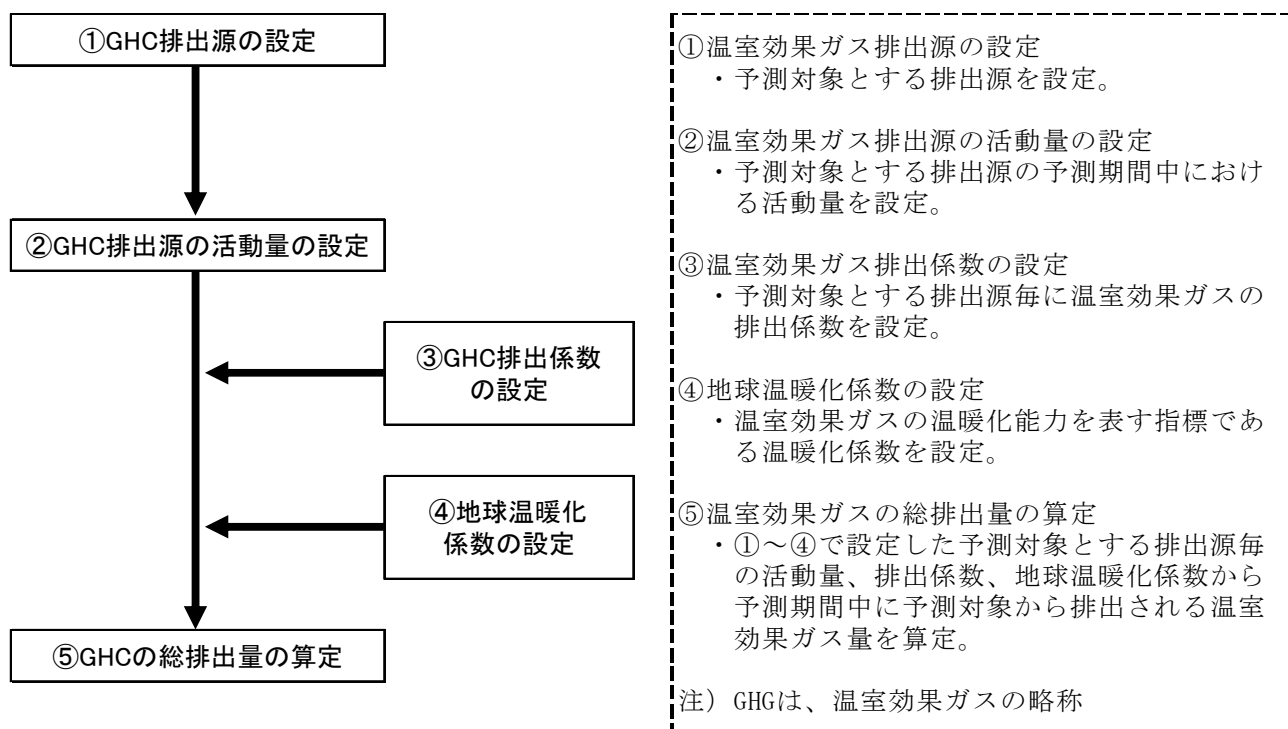 ①GHC排出源の設定
②GHC排出源の活動量の設定
③GHC排出係数
の設定
④地球温暖化
係数の設定
⑤GHCの総排出量の算定
①温室効果ガス排出源の設定
・予測対象とする排出源を設定。
②温室効果ガス排出源の活動量の設定
・予測対象とする排出源の予測期間中におけ
る活動量を設定。
③温室効果ガス排出係数の設定
・予測対象とする排出源毎に温室効果ガスの
排出係数を設定。
④地球温暖化係数の設定
・温室効果ガスの温暖化能力を表す指標であ
る温暖化係数を設定。
⑤温室効果ガスの総排出量の算定
・①～④で設定した予測対象とする排出源毎
の活動量、排出係数、地球温暖化係数から
予測期間中に予測対象から排出される温室
効果ガス量を算定。
注）GHGは、温室効果ガスの略称